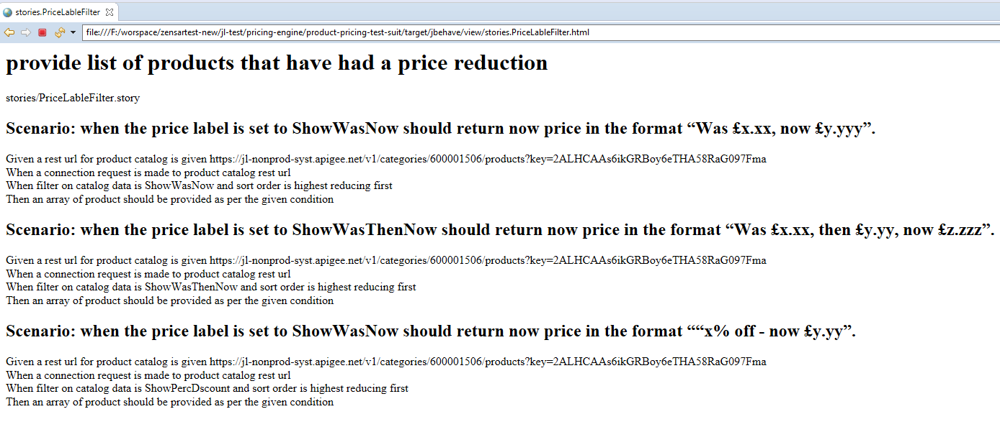 stories.PriceLableFilter
file:///F:/worspace/zensartest-new/jl-test/pricing-engine/product-pricing-test-suit/target/jbehave/view/stories.PriceLableFilter.html
provide list of products that have had a price reduction
stories/PriceLableFilter.story
Scenario: when the price label is set to ShowWasNow should return now price in the format “Was £x.xx, now £y.yyy”.
Given a rest url for product catalog is given https://jl-nonprod-syst.apigee.net/v1/categories/600001506/products?key=2ALHCAAs6ikGRBoy6eTHA58RaG097Fma
When a connection request is made to product catalog rest url
When filter on catalog data is ShowWasNow and sort order is highest reducing first
Then an array of product should be provided as per the given condition
Scenario: when the price label is set to ShowWasThenNow should return now price in the format “Was £x.xx, then £y.yy, now £z.zzz”.
Given a rest url for product catalog is given https://jl-nonprod-syst.apigee.net/v1/categories/600001506/products?key=2ALHCAAs6ikGRBoy6eTHA58RaG097Fma
When a connection request is made to product catalog rest url
When filter on catalog data is ShowWasThenNow and sort order is highest reducing first
Then an array of product should be provided as per the given condition
Scenario: when the price label is set to ShowWasNow should return now price in the format ““x% off - now £y.yy”.
Given a rest url for product catalog is given https://jl-nonprod-syst.apigee.net/v1/categories/600001506/products?key=2ALHCAAs6ikGRBoy6eTHA58RaG097Fma
When a connection request is made to product catalog rest url
When filter on catalog data is ShowPercDscount and sort order is highest reducing first
Then an array of product should be provided as per the given condition